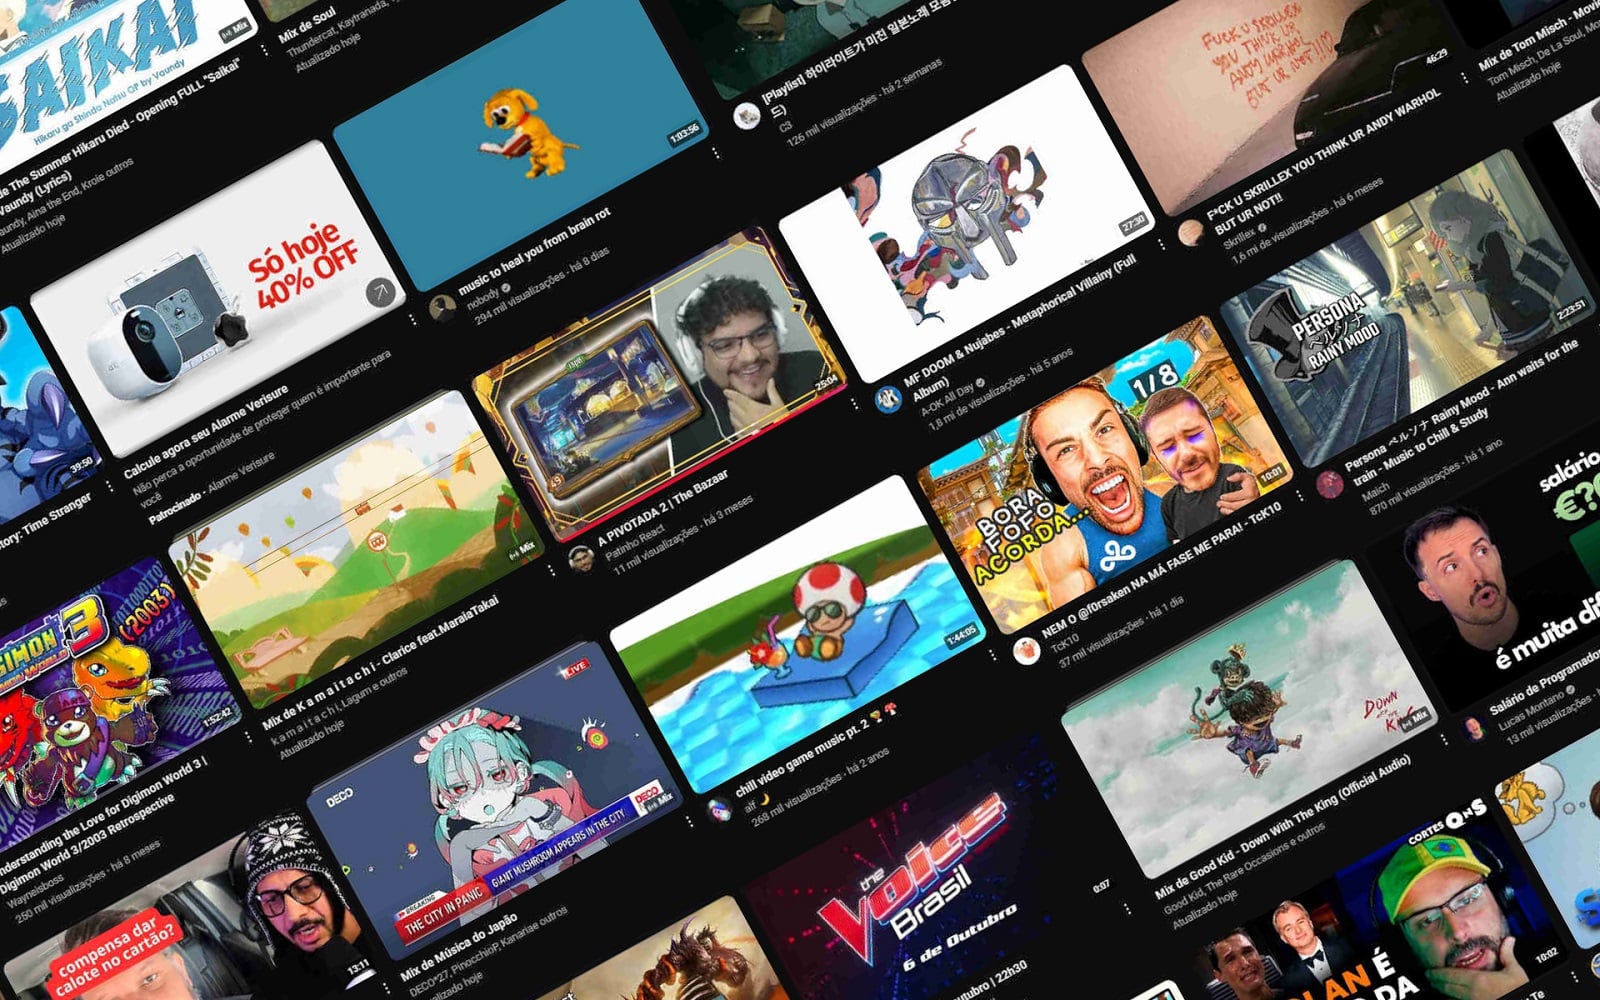 SAIKAI
Hikaru ga Shinda Natsu OP by Vaundy
Mix
de The Summer Hikaru Died - Opening FULL "Saikai"
Vaundy (Lyrics)
Vaundy, Aina the End, Kroie outros
Atualizado hoje
Mix de Soul
Thundercat, Kaytranada,
Atualizado hoje
1:03:56
music to heal you from brain rot
nobody
294 mil visualizações · há 8 dias
[Playlist] 하이라이트가 미친 일본노래 모음
드)
C3
126 mil visualizações · há 2 semanas
FUCK U SKRILLEX
YOU THINK UR
ANDY WARHOL
BUT UR NOT!!
46:29
F*CK U SKRILLEX YOU THINK UR ANDY WARHOL
BUT UR NOT!!
Skrillex
1,6 mi de visualizações · há 6 meses
Mix de Tom Misch - Movie
Tom Misch, De La Soul,
Atualizado hoje
Só hoje
40% OFF
Calcule agora seu Alarme Verisure
Não perca a oportunidade de proteger quem é importante para
você
Patrocinado · Alarme Verisure
39:50
Story: Time Stranger
25:04
A PIVOTADA 2 | The Bazaar
Patinho React
11 mil visualizações · há 3 meses
27:30
MF DOOM & Nujabes - Metaphorical Villainy (Full
Album)
A-OK All Day
1,8 mi de visualizações · há 5 anos
PERSONA
ペルソナ
RAINY MOOD
2:23:51
Persona ペルソナ Rainy Mood - Ann waits for the
train - Music to Chill & Study
Maich
870 mil visualizações · há 1 ano
Mix
Mix de K a m a i t a c h i - Clarice feat.MaraiaTakai
k a m a i t a c h i, Lagum e outros
Atualizado hoje
1:44:05
chill video game music pt. 2 🏆🍄
alf 🌙
268 mil visualizações · há 2 anos
BORA
FOFO
ACORDA...
1/8
10:01
NEM O @f0rsaken NA MÁ FASE ME PARA! - TcK10
TcK10
37 mil visualizações · há 1 dia
salário
€?
é muita dif
Salário de Programador
Lucas Montano
13 mil visualizações
DIGIMON
WORLD 3
(2003)
1:52:42
Understanding the Love for Digimon World 3 |
Digimon World 3/2003 Retrospective
Waynelsboss
250 mil visualizações · há 8 meses
DECO
LIVE
DECO
Mix
BREAKING
THE CITY IN PANIC
GIANT MUSHROOM APPEARS IN THE CITY
Mix de Música do Japão
DECO*27, PinocchioP, Kanariae outros
Atualizado hoje
the
Voice
Brasil
6 de Outubro
0:07
outubro | 22h30
DOWN
WITH THE
KING
Mix
Mix de Good Kid - Down With The King (Official Audio)
Good Kid, The Rare Occasions e outros
Atualizado hoje
compensa dar
calote no cartão?
13:11
CORTES
LAN É
DA
10:02